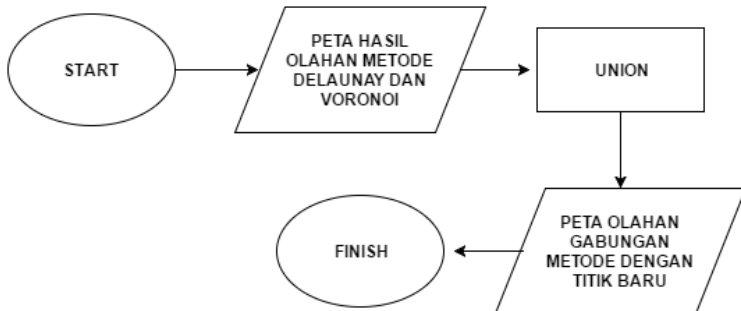 START
PETA HASIL
OLAHAN METODE
DELAUNAY DAN
VORONOI
UNION
PETA OLAHAN
GABUNGAN
METODE DENGAN
TITIK BARU
FINISH